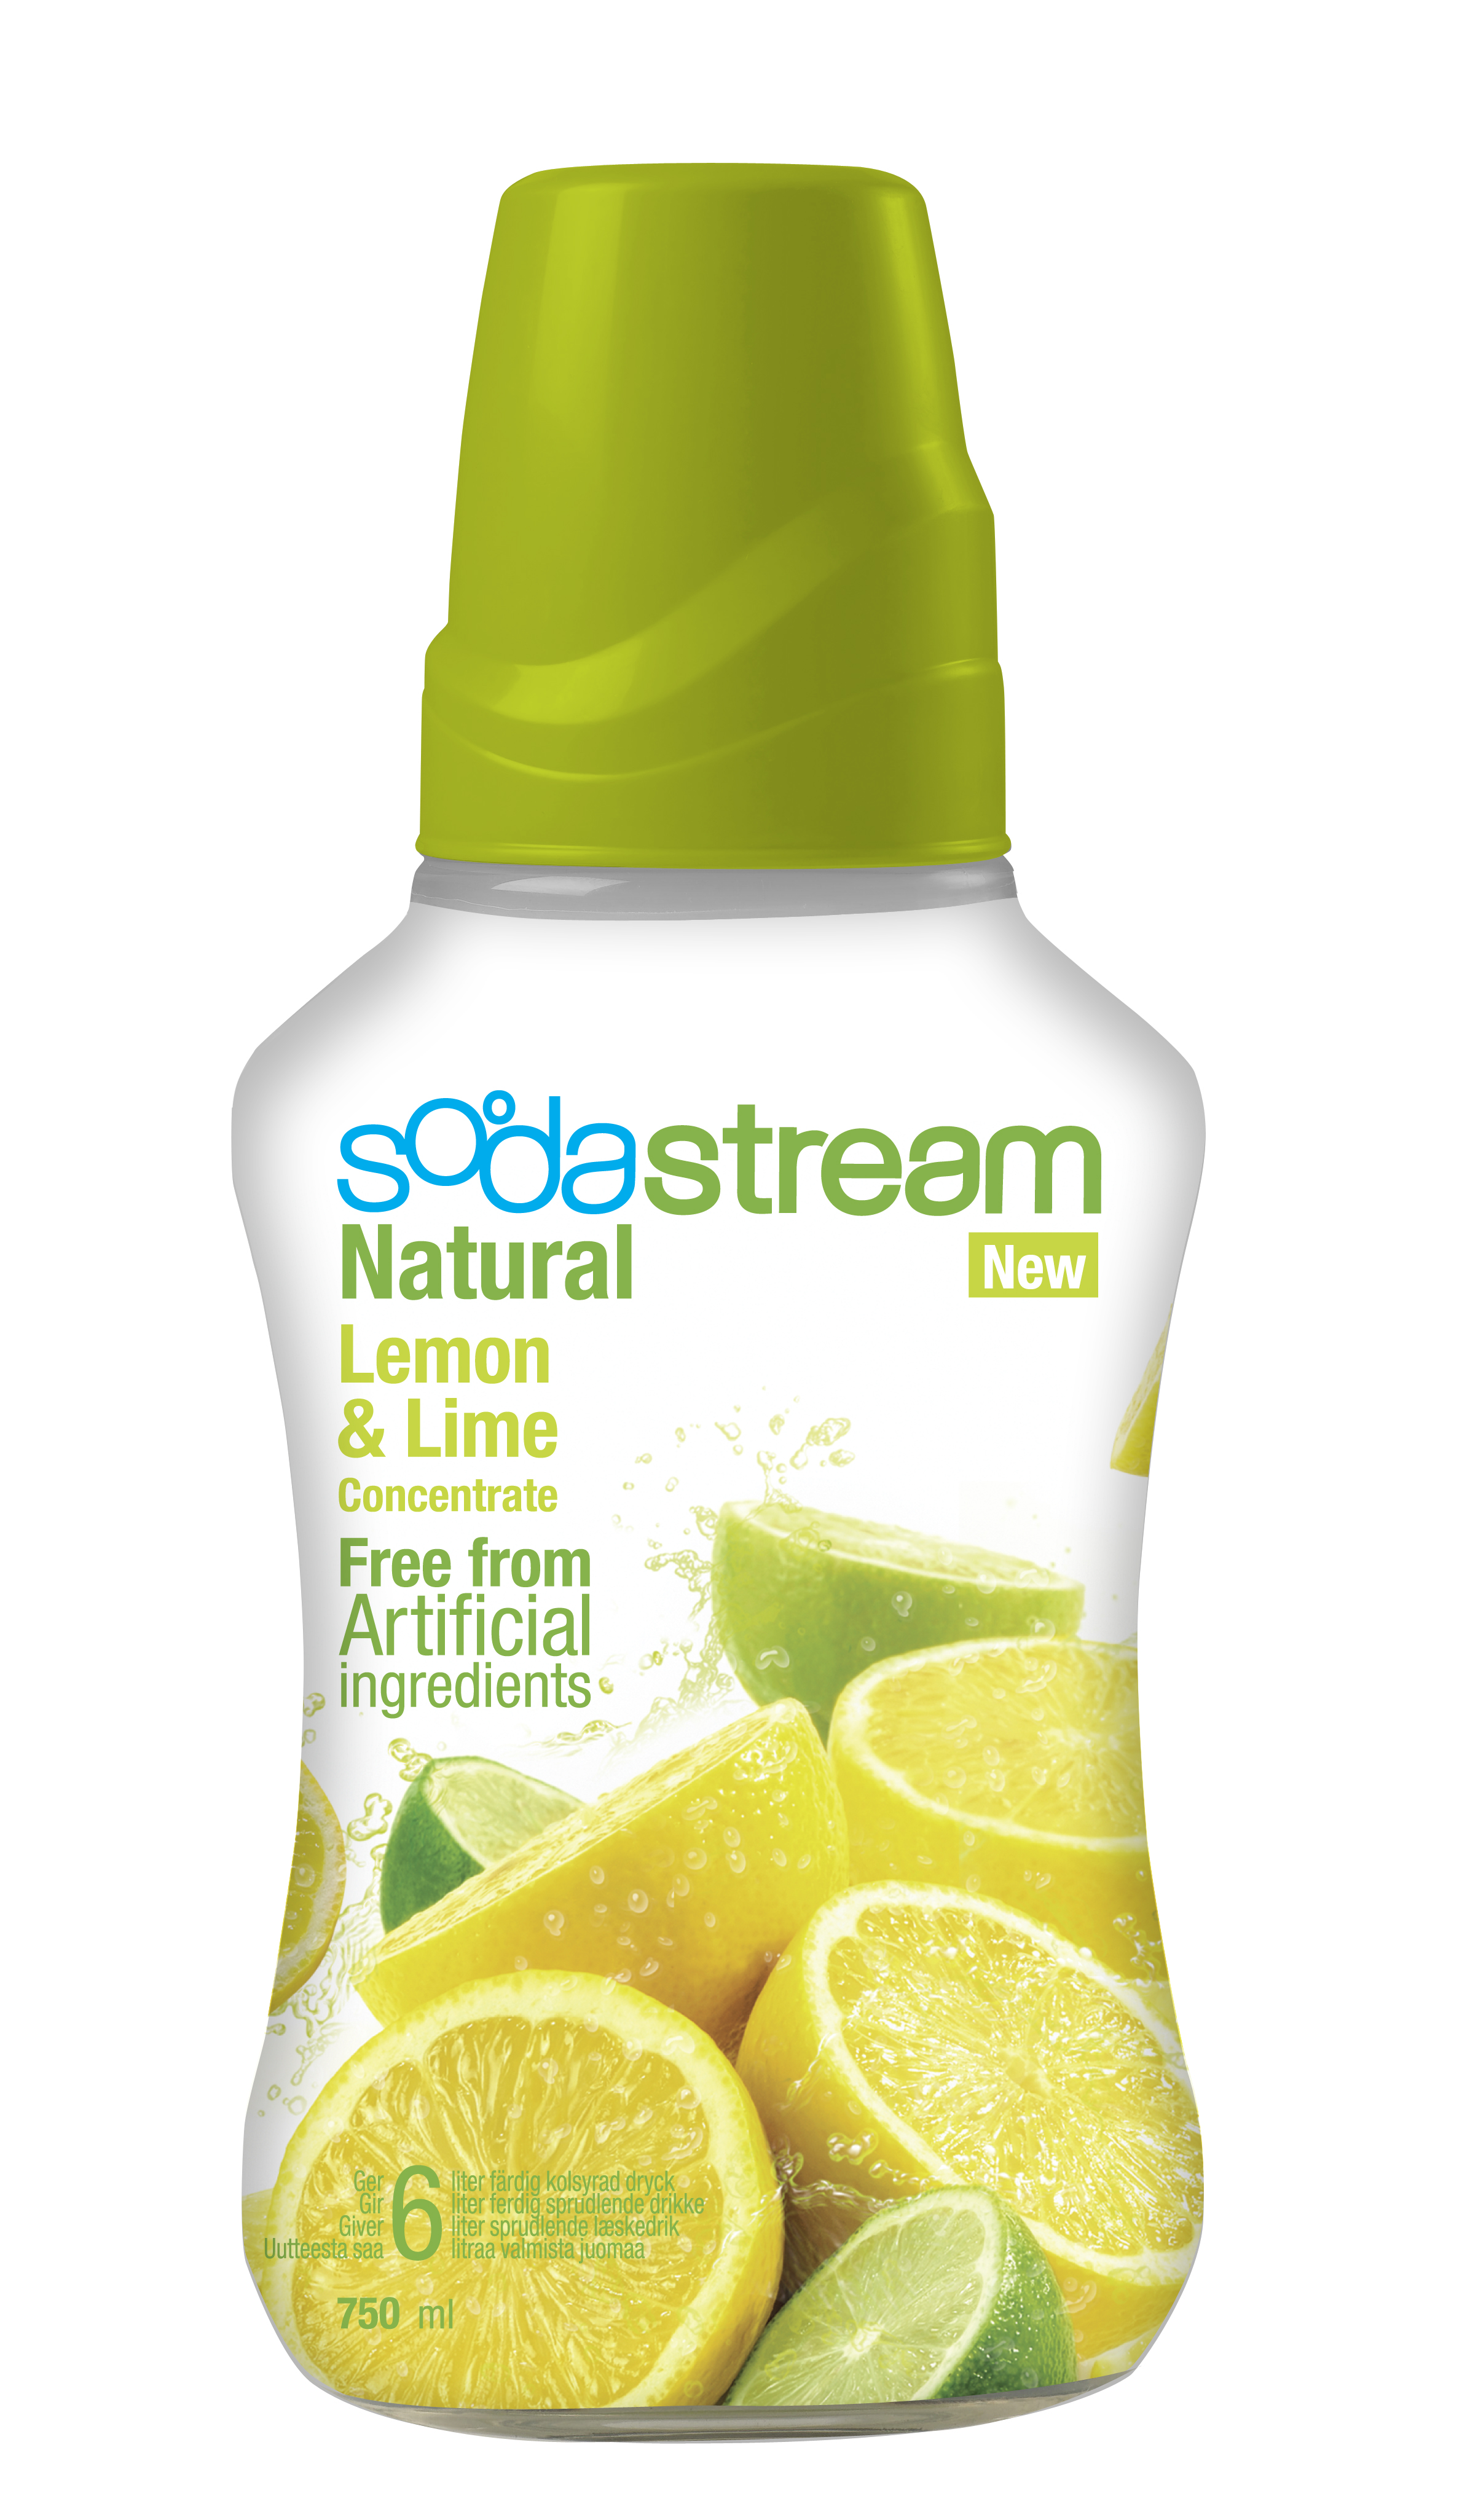 sodastream
Natural
New
Lemon
& Lime
Concentrate
Free from
Artificial
ingredients
Ger 6 liter färdig kolsyrad dryck
Gir liter ferdig sprudlende drikke
Giver liter sprudlende læskedrik
Uutteesta saa litraa valmista juomaa
750 ml